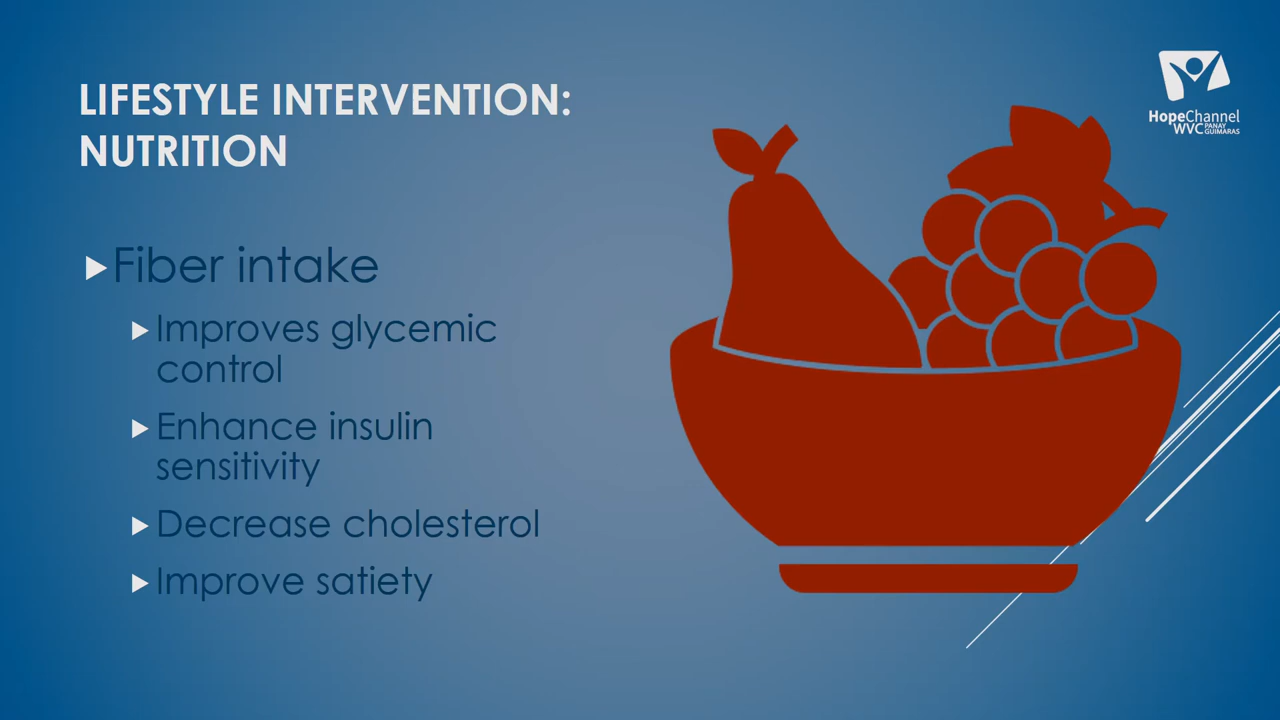 LIFESTYLE INTERVENTION:
NUTRITION
HopeChannel
WVC PANAY
GUIMARAS
Fiber intake
Improves glycemic
control
Enhance insulin
sensitivity
Decrease cholesterol
Improve satiety